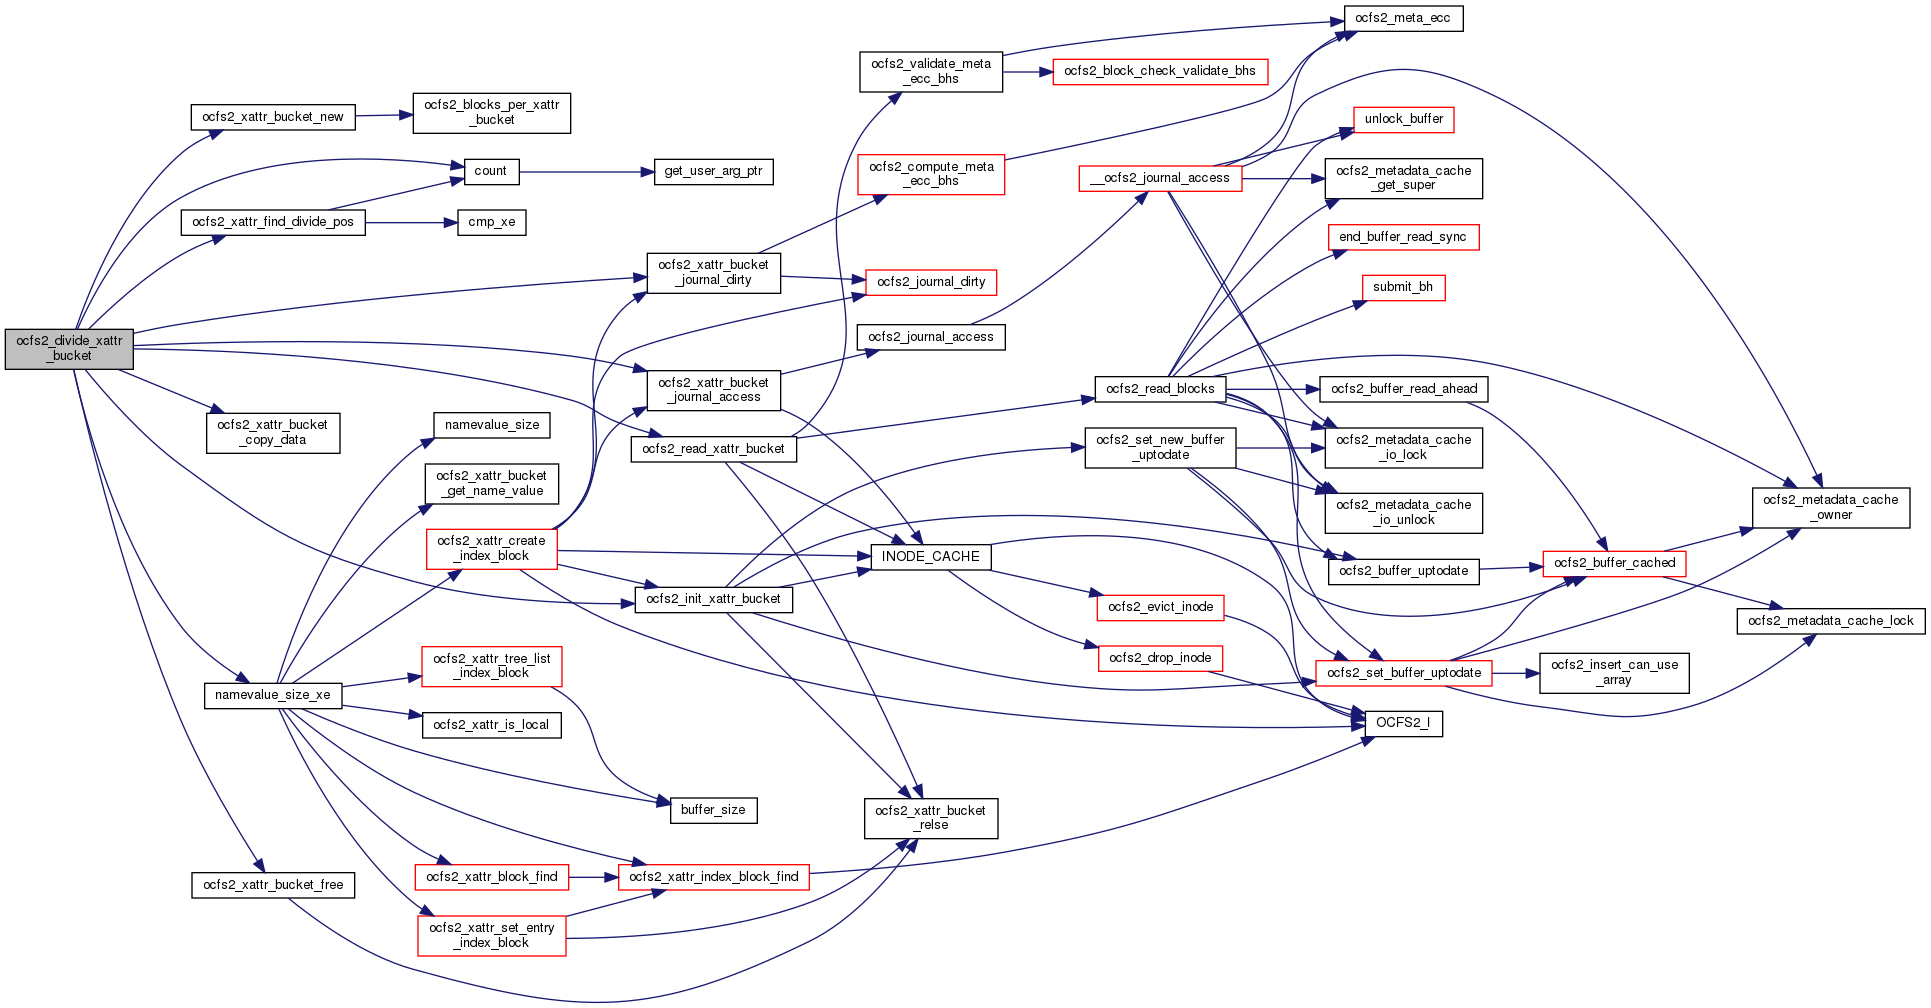 ocfs2_divide_xattr
_bucket
ocfs2_xattr_bucket_new
ocfs2_blocks_per_xattr
_bucket
count
get_user_arg_ptr
ocfs2_xattr_find_divide_pos
cmp_xe
ocfs2_xattr_bucket
_journal_dirty
ocfs2_xattr_bucket
_journal_access
ocfs2_xattr_bucket
_copy_data
ocfs2_read_xattr_bucket
namevalue_size
ocfs2_xattr_bucket
_get_name_value
ocfs2_xattr_create
_index_block
ocfs2_init_xattr_bucket
ocfs2_xattr_tree_list
_index_block
namevalue_size_xe
ocfs2_xattr_is_local
buffer_size
ocfs2_xattr_block_find
ocfs2_xattr_index_block_find
ocfs2_xattr_bucket_free
ocfs2_xattr_set_entry
_index_block
ocfs2_validate_meta
_ecc_bhs
ocfs2_compute_meta
_ecc_bhs
ocfs2_journal_dirty
ocfs2_journal_access
INODE_CACHE
ocfs2_xattr_bucket
_relse
ocfs2_meta_ecc
ocfs2_block_check_validate_bhs
__ocfs2_journal_access
unlock_buffer
ocfs2_metadata_cache
_get_super
end_buffer_read_sync
submit_bh
ocfs2_read_blocks
ocfs2_buffer_read_ahead
ocfs2_set_new_buffer
_uptodate
ocfs2_metadata_cache
_io_lock
ocfs2_metadata_cache
_io_unlock
ocfs2_buffer_uptodate
ocfs2_evict_inode
ocfs2_drop_inode
ocfs2_set_buffer_uptodate
OCFS2_I
ocfs2_metadata_cache
_owner
ocfs2_buffer_cached
ocfs2_metadata_cache_lock
ocfs2_insert_can_use
_array